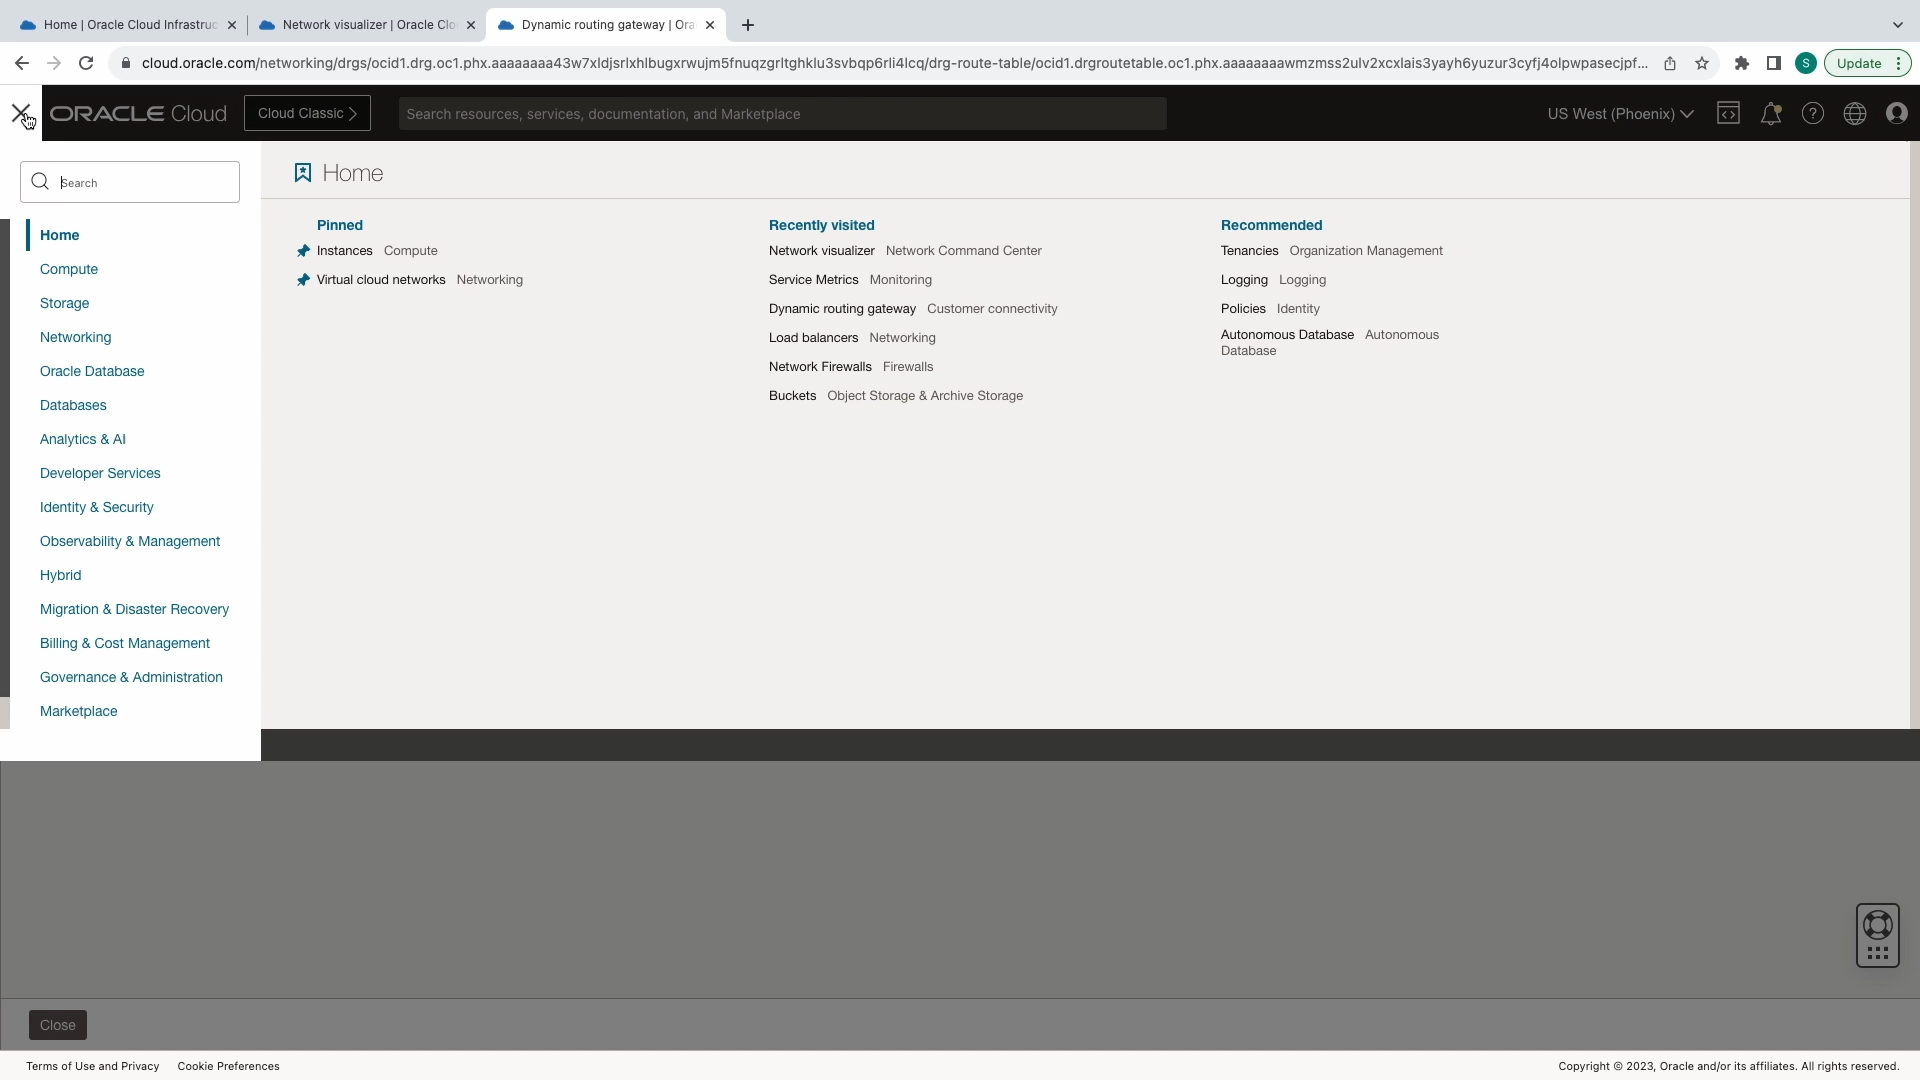 Home | Oracle Cloud Infrastruc
Network visualizer | Oracle Clo
Dynamic routing gateway | Ora
cloud.oracle.com/networking/drgs/ocid1.drg.oc1.phx.aaaaaaaa43w7xldjsrlxhlbugxrwujm5fnuqzgrltghklu3svbqp6rli4lcq/drg-route-table/ocid1.drgroutetable.oc1.phx.aaaaaaaawmzmss2ulv2xcxlais3yayh6yuzur3cyfj4olpwpasecjpf...
S
Update
ORACLE Cloud
Cloud Classic
Search resources, services, documentation, and Marketplace
US West (Phoenix)
Search
Home
Compute
Storage
Networking
Oracle Database
Databases
Analytics & AI
Developer Services
Identity & Security
Observability & Management
Hybrid
Migration & Disaster Recovery
Billing & Cost Management
Governance & Administration
Marketplace
Home
Pinned
Instances Compute
Virtual cloud networks Networking
Recently visited
Network visualizer Network Command Center
Service Metrics Monitoring
Dynamic routing gateway Customer connectivity
Load balancers Networking
Network Firewalls Firewalls
Buckets Object Storage & Archive Storage
Recommended
Tenancies Organization Management
Logging Logging
Policies Identity
Autonomous Database Autonomous
Database
Close
Terms of Use and Privacy
Cookie Preferences
Copyright © 2023, Oracle and/or its affiliates. All rights reserved.